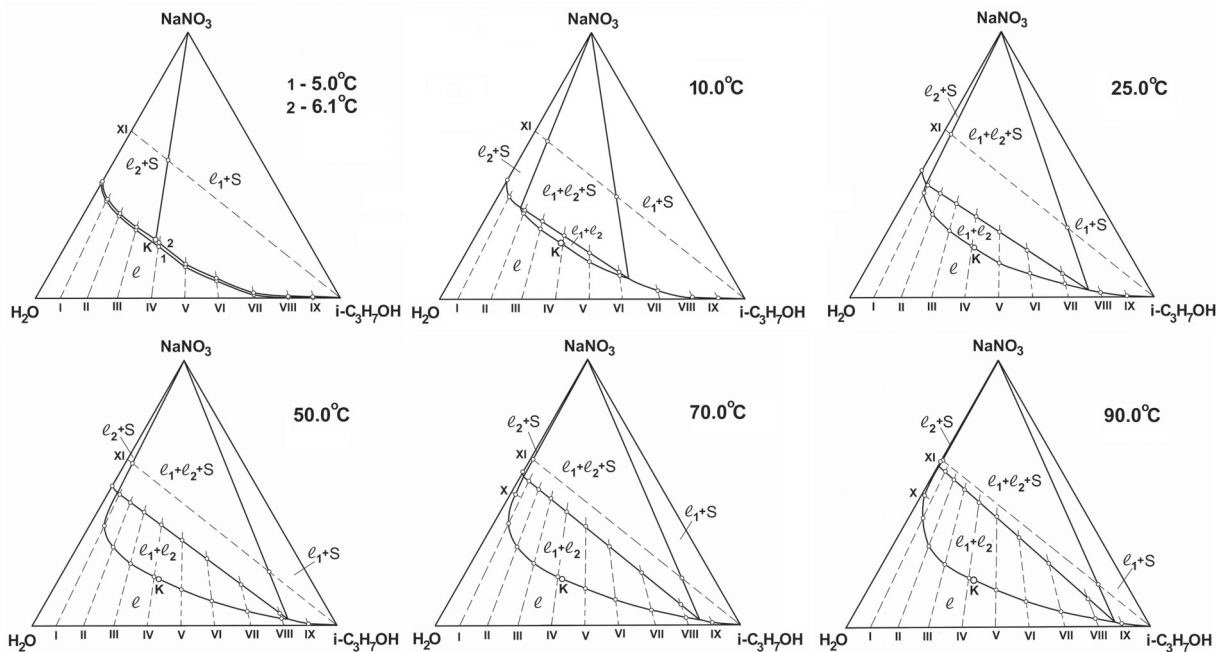 NaNO₃
1 - 5.0°C
2 - 6.1°C
XI
ℓ₂+S
ℓ₁+S
K
2
1
ℓ
H₂O I II III IV V VI VII VIII IX i-C₃H₇OH
NaNO₃
10.0°C
XI
ℓ₂+S
ℓ₁+ℓ₂+S
ℓ₁+S
ℓ₁+ℓ₂
K
ℓ
H₂O I II III IV V VI VII VIII IX i-C₃H₇OH
NaNO₃
25.0°C
ℓ₂+S
XI
ℓ₁+ℓ₂+S
ℓ₁+S
ℓ₁+ℓ₂
K
ℓ
H₂O I II III IV V VI VII VIII IX i-C₃H₇OH
NaNO₃
50.0°C
ℓ₂+S
XI
ℓ₁+ℓ₂+S
ℓ₁+ℓ₂
ℓ₁+S
K
ℓ
H₂O I II III IV V VI VII VIII IX i-C₃H₇OH
NaNO₃
70.0°C
ℓ₂+S
XI
ℓ₁+ℓ₂+S
X
ℓ₁+S
ℓ₁+ℓ₂
K
ℓ
H₂O I II III IV V VI VII VIII IX i-C₃H₇OH
NaNO₃
90.0°C
ℓ₂+S
XI
ℓ₁+ℓ₂+S
X
ℓ₁+ℓ₂
ℓ₁+S
K
ℓ
H₂O I II III IV V VI VII VIII IX i-C₃H₇OH